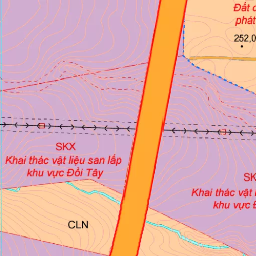 Đất c
phát
252,0
SKX
Khai thác vật liệu san lấp
khu vực Đồi Tây
SK
Khai thác vật l
khu vực Đ
CLN